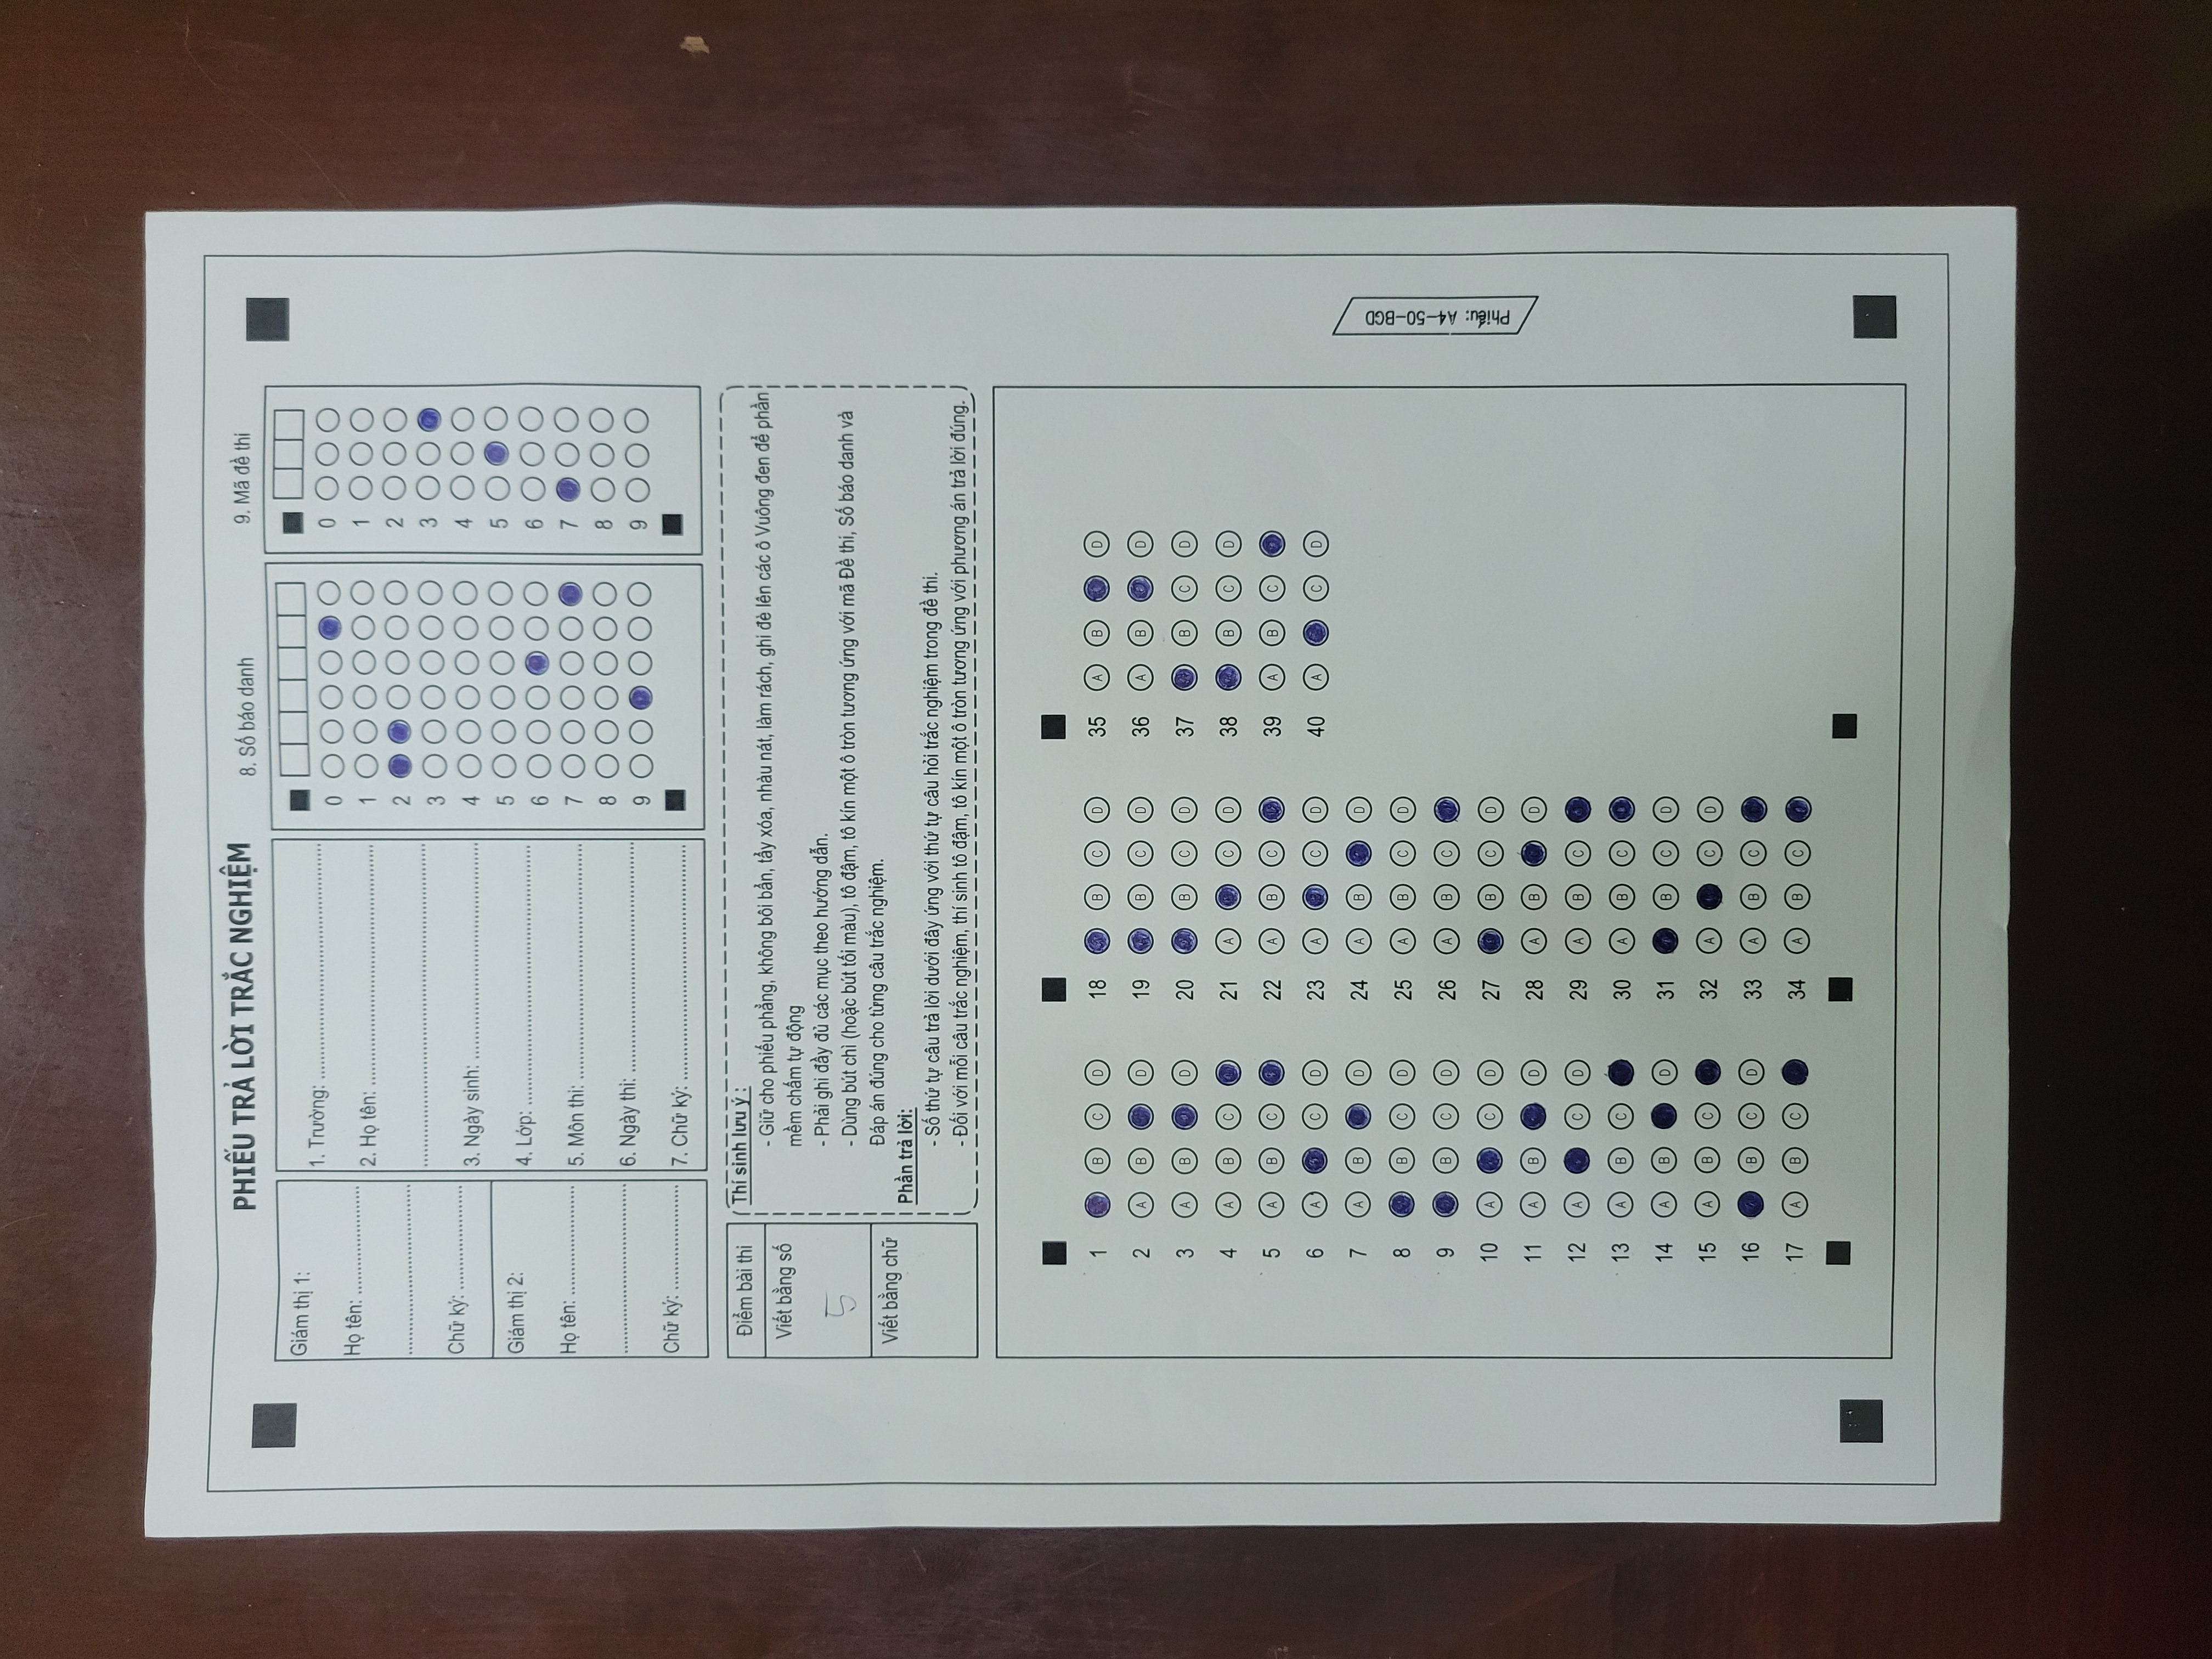 PHIẾU TRẢ LỜI TRẮC NGHIỆM
8. Số báo danh
9. Mã đề thi
Giám thị 1:
Họ tên: ......................
..................................
Chữ ký: .....................
Giám thị 2:
Họ tên: ......................
..................................
Chữ ký: .....................
1. Trường: ................................................
2. Họ tên: .................................................
..................................................................
3. Ngày sinh: ............................................
4. Lớp: .....................................................
5. Môn thi: ................................................
6. Ngày thi: ...............................................
7. Chữ ký: ................................................
0
1
2
3
4
5
6
7
8
9
0
1
2
3
4
5
6
7
8
9
Điểm bài thi
Viết bằng số
5
Viết bằng chữ
Thí sinh lưu ý :
- Giữ cho phiếu phẳng, không bôi bẩn, tẩy xóa, nhàu nát, làm rách, ghi đè lên các ô Vuông đen để phần
mềm chấm tự động
- Phải ghi đầy đủ các mục theo hướng dẫn.
- Dùng bút chì (hoặc bút tối màu), tô đậm, tô kín một ô tròn tương ứng với mã Đề thi, Số báo danh và
Đáp án đúng cho từng câu trắc nghiệm.
Phần trả lời:
- Số thứ tự câu trả lời dưới đây ứng với thứ tự câu hỏi trắc nghiệm trong đề thi.
- Đối với mỗi câu trắc nghiệm, thí sinh tô đậm, tô kín một ô tròn tương ứng với phương án trả lời đúng.
1 B C D
2 A B D
3 A B D
4 A B C
5 A B C
6 A C D
7 A B D
8 B C D
9 B C D
10 A C D
11 A B D
12 A C D
13 A B C
14 A B D
15 A B C
16 B C D
17 A B C
18 B C D
19 B C D
20 B C D
21 A C D
22 A B C
23 A C D
24 A B D
25 A B C D
26 A B C
27 B C D
28 A B D
29 A B C
30 A B C
31 B C D
32 A C D
33 A B C
34 A B C
35 A B D
36 A B D
37 B C D
38 B C D
39 A B C
40 A C D
Phiếu: A4-50-BGD